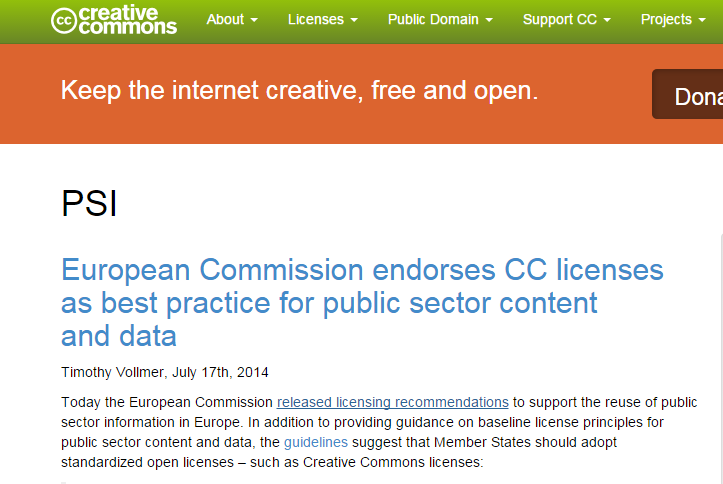 cc creative commons
About Licenses Public Domain Support CC Projects
Keep the internet creative, free and open.
PSI
European Commission endorses CC licenses
as best practice for public sector content
and data
Timothy Vollmer, July 17th, 2014
Today the European Commission released licensing recommendations to support the reuse of public
sector information in Europe. In addition to providing guidance on baseline license principles for
public sector content and data, the guidelines suggest that Member States should adopt
standardized open licenses – such as Creative Commons licenses: